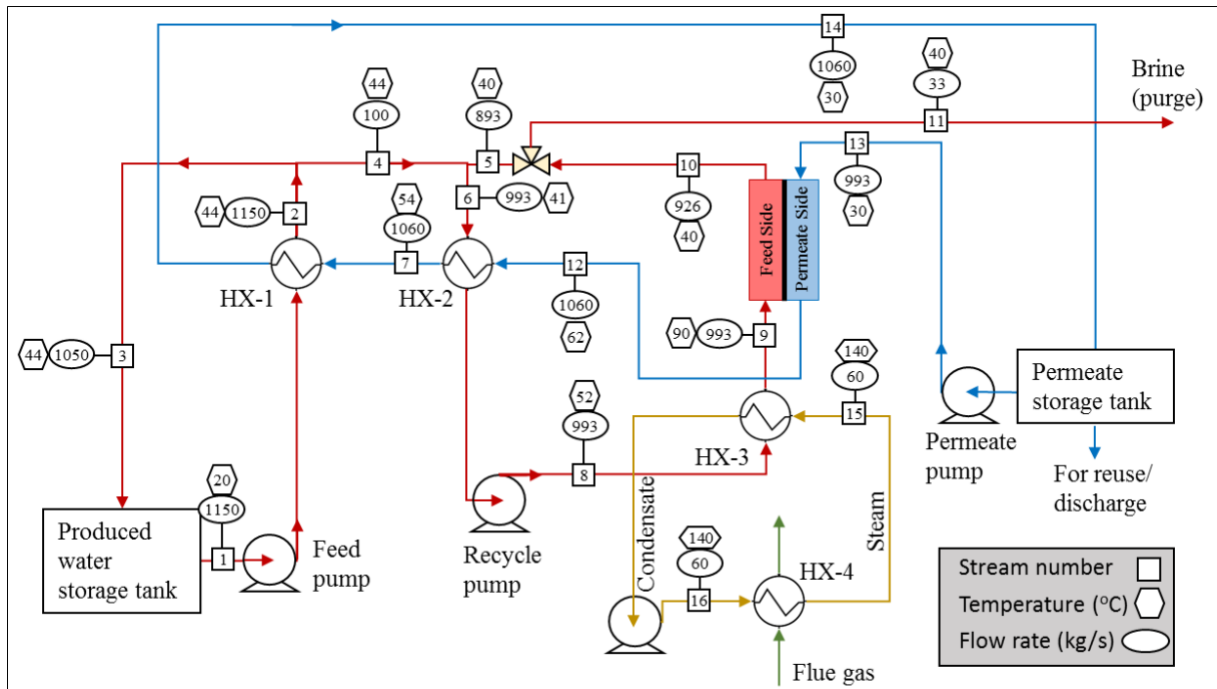 14
1060
30
40
33
11
Brine
(purge)
44
100
4
40
893
5
10
926
40
13
993
30
6
993
41
44
1150
2
54
1060
7
12
1060
62
HX-1
HX-2
Feed Side
Permeate Side
90
993
9
44
1050
3
140
60
15
Permeate
storage tank
52
993
8
HX-3
Permeate
pump
For reuse/
discharge
20
1150
1
Produced
water
storage tank
Feed
pump
Recycle
pump
Condensate
140
60
16
HX-4
Steam
Flue gas
Stream number
Temperature (°C)
Flow rate (kg/s)